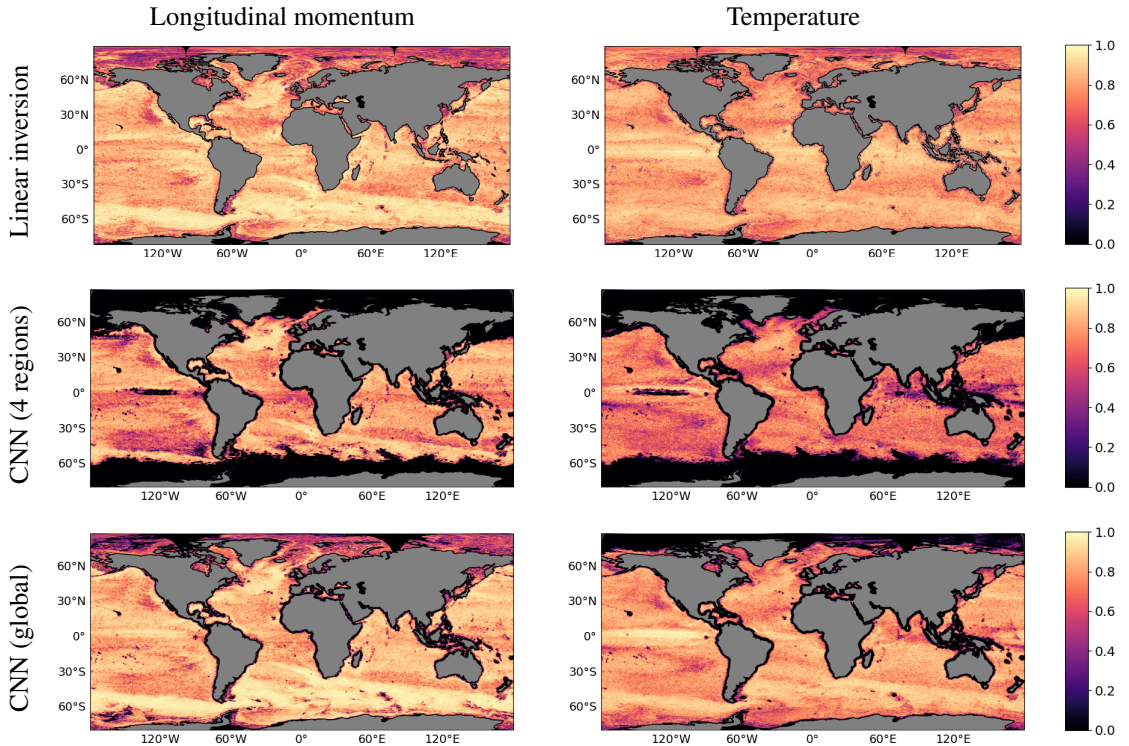 Longitudinal momentum
Temperature
Linear inversion
60°N
30°N
0°
30°S
60°S
120°W
60°W
0°
60°E
120°E
60°N
30°N
0°
30°S
60°S
120°W
60°W
0°
60°E
120°E
1.0
0.8
0.6
0.4
0.2
0.0
CNN (4 regions)
60°N
30°N
0°
30°S
60°S
120°W
60°W
0°
60°E
120°E
60°N
30°N
0°
30°S
60°S
120°W
60°W
0°
60°E
120°E
1.0
0.8
0.6
0.4
0.2
0.0
CNN (global)
60°N
30°N
0°
30°S
60°S
120°W
60°W
0°
60°E
120°E
60°N
30°N
0°
30°S
60°S
120°W
60°W
0°
60°E
120°E
1.0
0.8
0.6
0.4
0.2
0.0